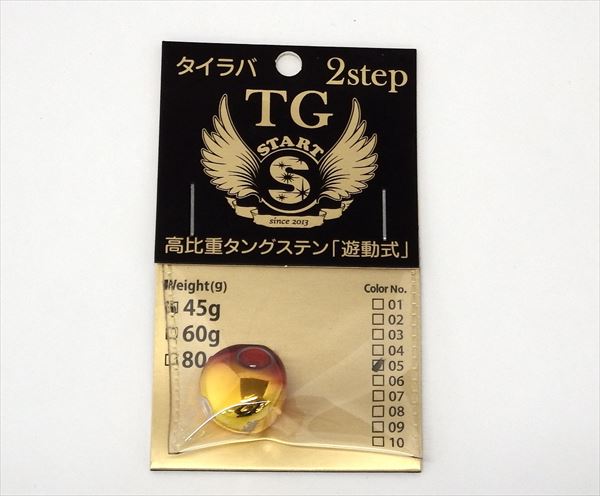 タイラバ
2step
TG
START
S
since 2013
高比重タングステン「遊動式」
Weight(g)
45g
60g
80
Color No.
01
02
03
04
05
06
07
08
09
10